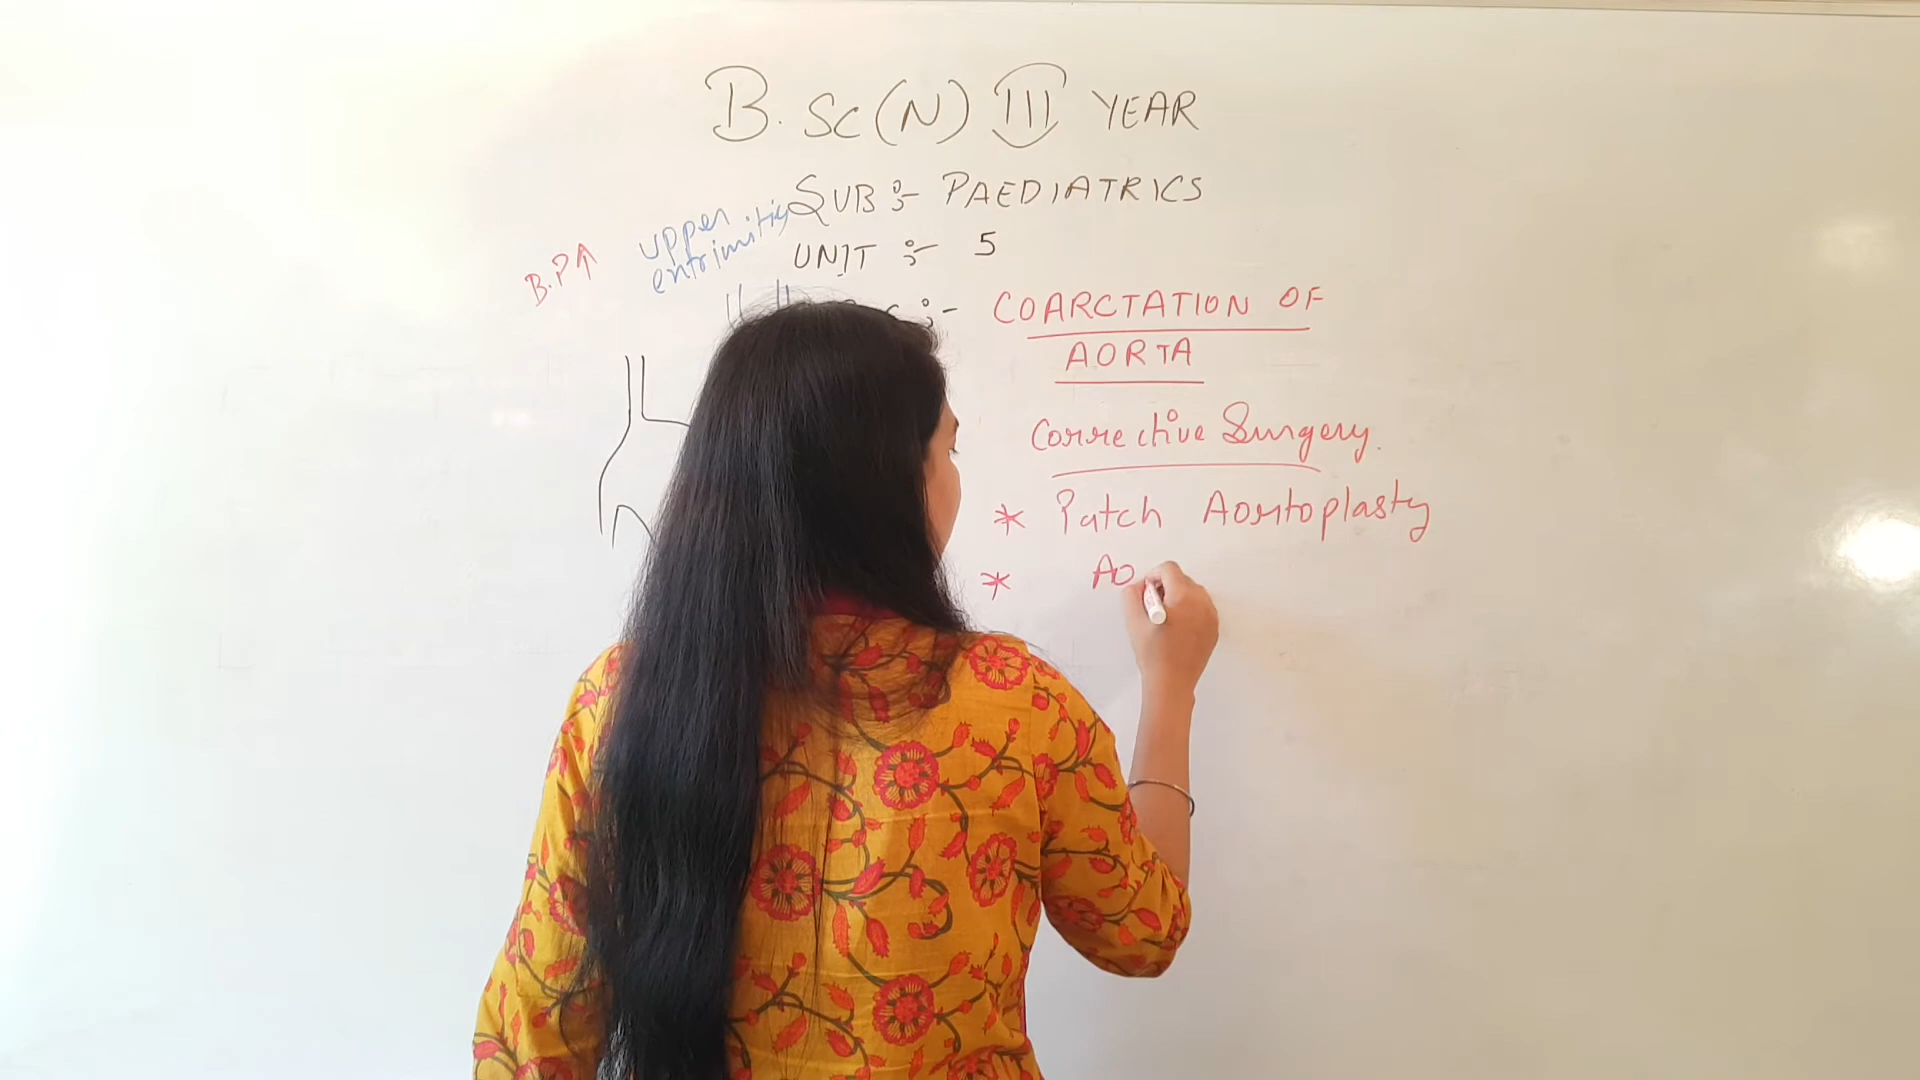 B.Sc(N) III YEAR
SUB :- PAEDIATRICS
UNIT :- 5
:- COARCTATION OF
AORTA
B.P↑
upper
entrimitis
Corrective Surgery.
* Patch Aortoplasty
* Ao